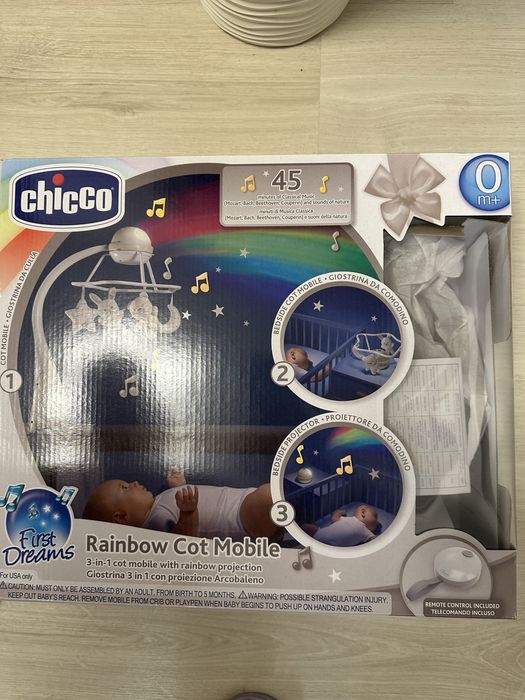 chicco
45
minutes of Classical Music
(Mozart, Bach, Beethoven, Couperin) and sounds of nature
minuti di Musica Classica
(Mozart, Bach, Beethoven, Couperin) e suoni della natura
0
m+
COT MOBILE • GIOSTRINA DA CULLA
1
BEDSIDE COT MOBILE • GIOSTRINA DA COMODINO
2
BEDSIDE PROJECTOR • PROIETTORE DA COMODINO
3
First
Dreams
Rainbow Cot Mobile
3-in-1 cot mobile with rainbow projection
Giostrina 3 in 1 con proiezione Arcobaleno
For USA only
CAUTION: MUST ONLY BE ASSEMBLED BY AN ADULT. FROM BIRTH TO 5 MONTHS. WARNING: POSSIBLE STRANGULATION INJURY.
KEEP OUT BABY'S REACH. REMOVE MOBILE FROM CRIB OR PLAYPEN WHEN BABY BEGINS TO PUSH UP ON HANDS AND KNEES.
REMOTE CONTROL INCLUDED
TELECOMANDO INCLUSO